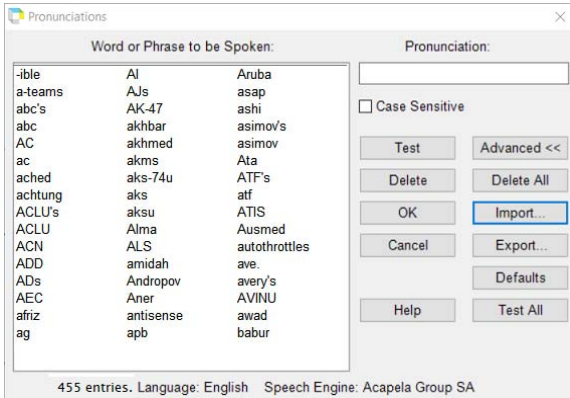 Pronunciations
Word or Phrase to be Spoken:
Pronunciation:
-ible AI Aruba
a-teams AJs asap
abc's AK-47 ashi
abc akhbar asimov's
AC akhmed asimov
ac akms Ata
ached aks-74u ATF's
achtung aks atf
ACLU's aksu ATIS
ACLU Alma Ausmed
ACN ALS autothrottles
ADD amidah ave.
ADs Andropov avery's
AEC Aner AVINU
afriz antisense awad
ag apb babur
Case Sensitive
Test Advanced <<
Delete Delete All
OK Import...
Cancel Export...
Defaults
Help Test All
455 entries. Language: English Speech Engine: Acapela Group SA